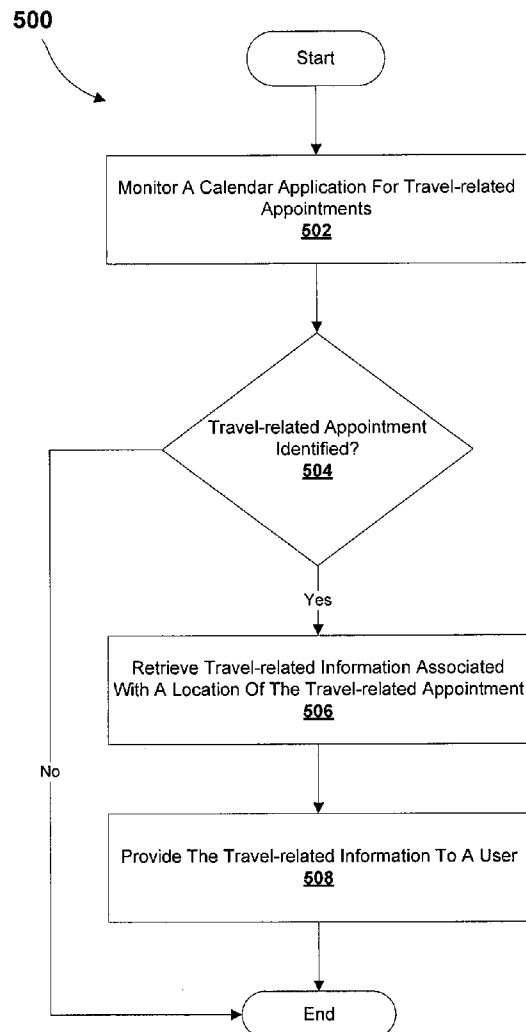 500
Start
Monitor A Calendar Application For Travel-related
Appointments
502
Travel-related Appointment
Identified?
504
Yes
Retrieve Travel-related Information Associated
With A Location Of The Travel-related Appointment
506
No
Provide The Travel-related Information To A User
508
End